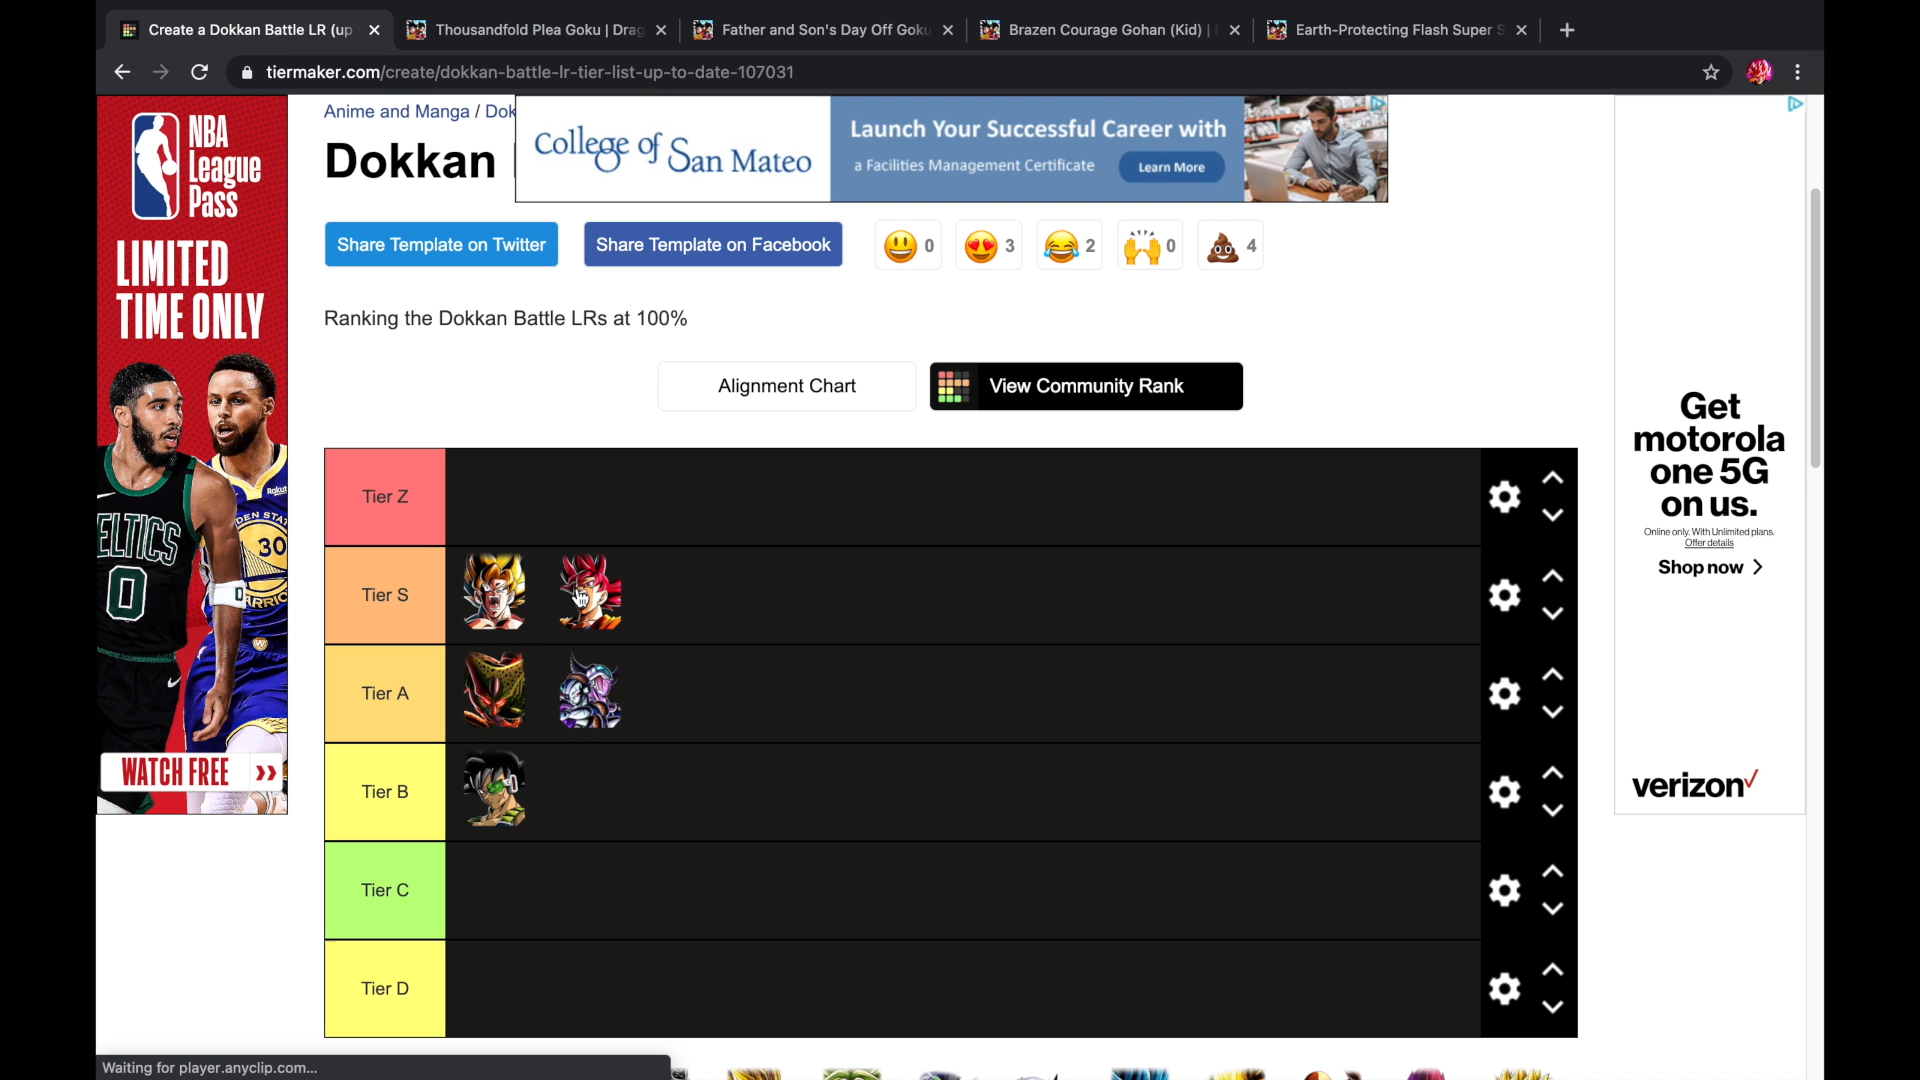 Create a Dokkan Battle LR (up
Thousandfold Plea Goku | Drag
Father and Son's Day Off Goku
Brazen Courage Gohan (Kid) |
Earth-Protecting Flash Super S
tiermaker.com/create/dokkan-battle-lr-tier-list-up-to-date-107031
NBA
League
Pass
LIMITED
TIME ONLY
CELTICS
0
30
WATCH FREE
Anime and Manga / Dok
Dokkan
College of San Mateo
Launch Your Successful Career with
a Facilities Management Certificate
Learn More
Share Template on Twitter
Share Template on Facebook
0
3
2
0
4
Ranking the Dokkan Battle LRs at 100%
Alignment Chart
View Community Rank
Tier Z
Tier S
Tier A
Tier B
Tier C
Tier D
Get
motorola
one 5G
on us.
Online only. With Unlimited plans.
Offer details
Shop now
verizon
Waiting for player.anyclip.com...